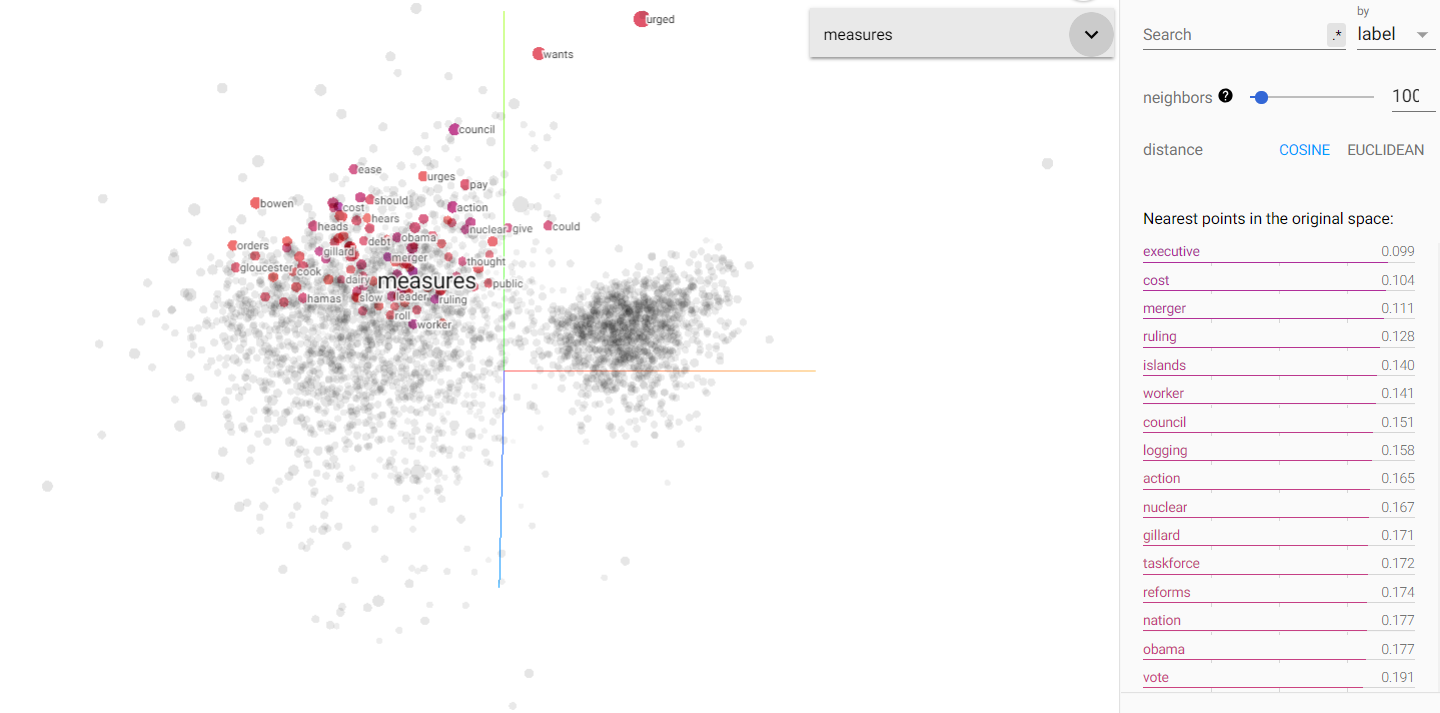 urged
measures
wants
council
ease
urges
pay
bowen
cost
should
action
hears
heads
nuclear
give
could
debt
obama
orders
gillard
merger
thought
gloucester
cook
dairy
measures
public
hamas
slow
leader
ruling
roll
worker
by
Search
.*
label
neighbors
?
100
distance
COSINE
EUCLIDEAN
Nearest points in the original space:
executive 0.099
cost 0.104
merger 0.111
ruling 0.128
islands 0.140
worker 0.141
council 0.151
logging 0.158
action 0.165
nuclear 0.167
gillard 0.171
taskforce 0.172
reforms 0.174
nation 0.177
obama 0.177
vote 0.191